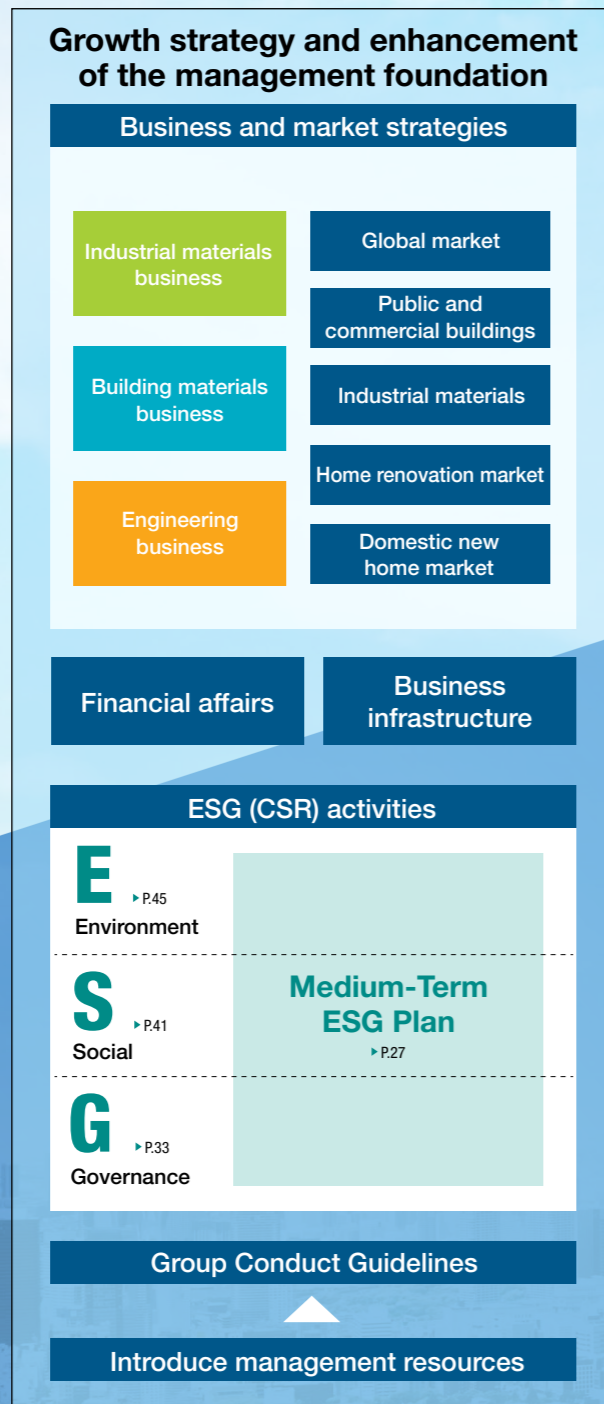 Growth strategy and enhancement
of the management foundation
Business and market strategies
Industrial materials
business
Building materials
business
Engineering
business
Global market
Public and
commercial buildings
Industrial materials
Home renovation market
Domestic new
home market
Financial affairs
Business
infrastructure
ESG (CSR) activities
E
▸ P.45
Environment
S
▸ P.41
Social
G
▸ P.33
Governance
Medium-Term
ESG Plan
▸ P.27
Group Conduct Guidelines
Introduce management resources